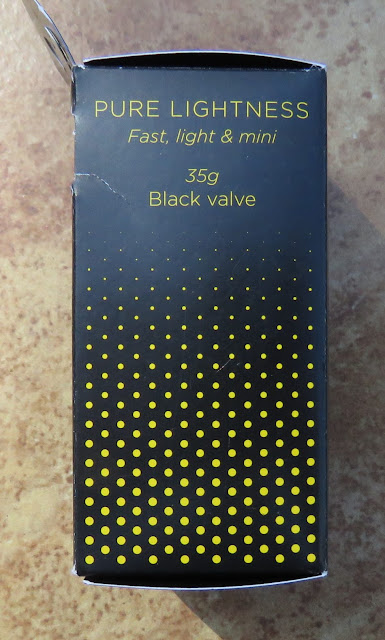 PURE LIGHTNESS
Fast, light & mini
35g
Black valve